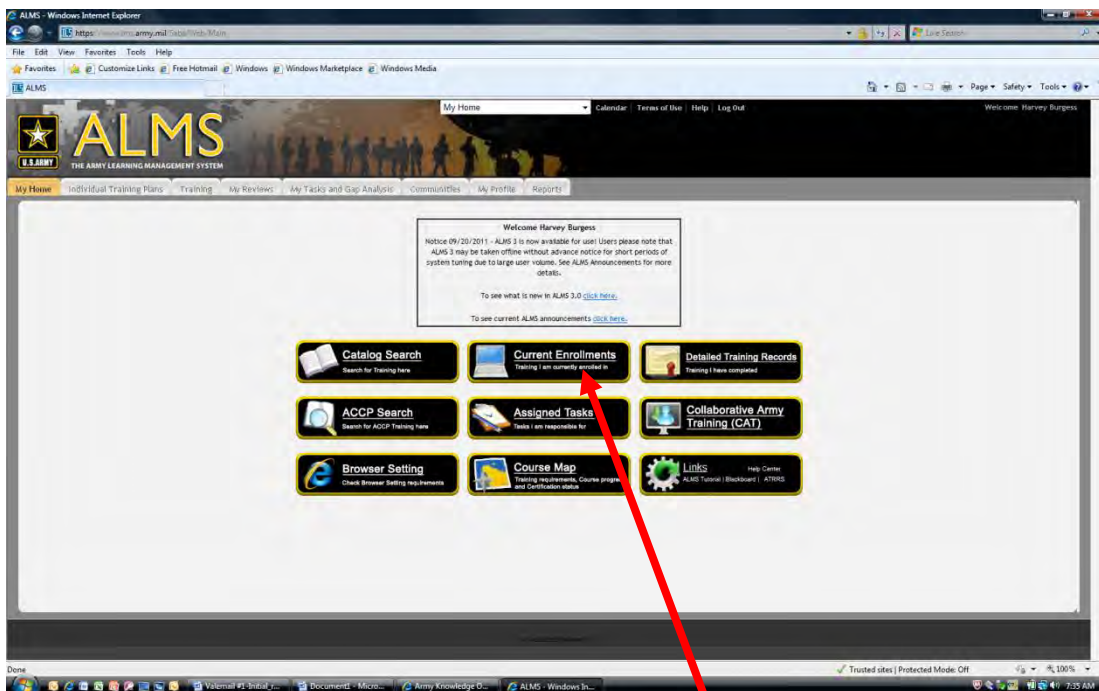 ALMS - Windows Internet Explorer
https army.mil
Live Search
File Edit View Favorites Tools Help
Favorites Customize Links Free Hotmail Windows Windows Marketplace Windows Media
ALMS
Page Safety Tools
My Home Calendar Terms of Use Help Log Out Welcome Harvey Burgess
ALMS
U.S.ARMY THE ARMY LEARNING MANAGEMENT SYSTEM
My Home Individual Training Plans Training My Reviews My Tasks and Gap Analysis Communities My Profile Reports
Welcome Harvey Burgess
Notice 09/20/2011 - ALMS 3 is now available for use! Users please note that
ALMS 3 may be taken offline without advance notice for short periods of
system tuning due to large user volume. See ALMS Announcements for more
details.
To see what is new in ALMS 3.0 click here.
To see current ALMS announcements click here.
Catalog Search
Search for Training here
Current Enrollments
Training I am currently enrolled in
Detailed Training Records
Training I have completed
ACCP Search
Search for ACCP Training here
Assigned Tasks
Tasks I am responsible for
Collaborative Army
Training (CAT)
Browser Setting
Check Browser Setting requirements
Course Map
Training requirements, Course progress
and Certification status
Links Help Center
ALMS Tutorial | Blackboard | ATRRS
Done Trusted sites | Protected Mode: Off 100%
Valemail #1-Initial_r... Document1 - Micro... Army Knowledge O... ALMS - Windows In... 7:35 AM